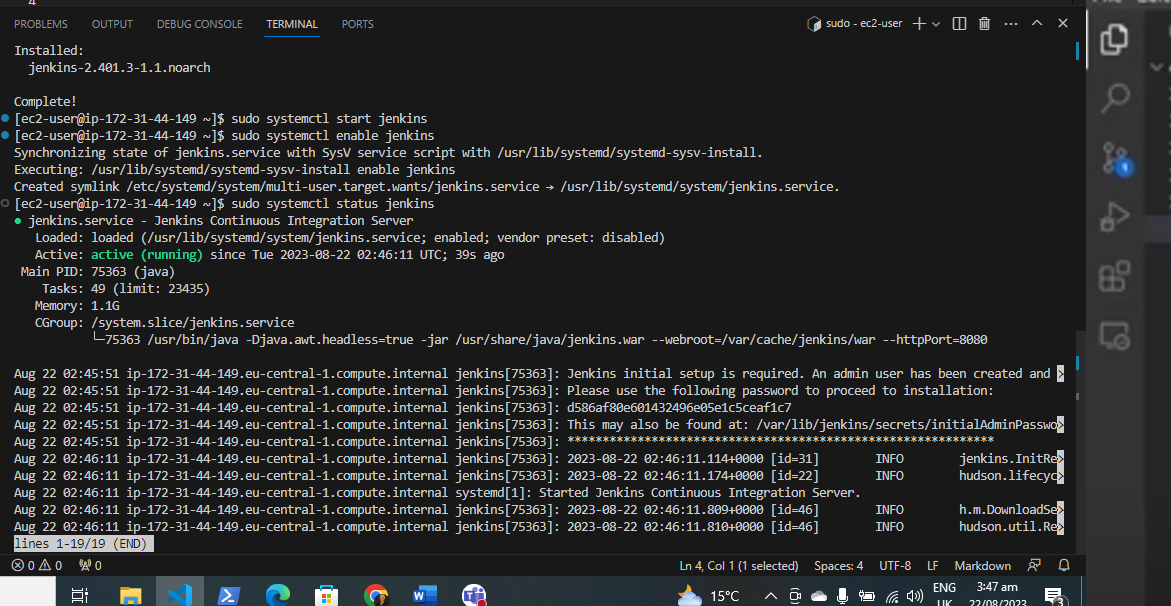 PROBLEMS OUTPUT DEBUG CONSOLE TERMINAL PORTS sudo - ec2-user
Installed:
jenkins-2.401.3-1.1.noarch
Complete!
[ec2-user@ip-172-31-44-149 ~]$ sudo systemctl start jenkins
[ec2-user@ip-172-31-44-149 ~]$ sudo systemctl enable jenkins
Synchronizing state of jenkins.service with SysV service script with /usr/lib/systemd/systemd-sysv-install.
Executing: /usr/lib/systemd/systemd-sysv-install enable jenkins
Created symlink /etc/systemd/system/multi-user.target.wants/jenkins.service → /usr/lib/systemd/system/jenkins.service.
[ec2-user@ip-172-31-44-149 ~]$ sudo systemctl status jenkins
● jenkins.service - Jenkins Continuous Integration Server
Loaded: loaded (/usr/lib/systemd/system/jenkins.service; enabled; vendor preset: disabled)
Active: active (running) since Tue 2023-08-22 02:46:11 UTC; 39s ago
Main PID: 75363 (java)
Tasks: 49 (limit: 23435)
Memory: 1.1G
CGroup: /system.slice/jenkins.service
└─75363 /usr/bin/java -Djava.awt.headless=true -jar /usr/share/java/jenkins.war --webroot=/var/cache/jenkins/war --httpPort=8080
Aug 22 02:45:51 ip-172-31-44-149.eu-central-1.compute.internal jenkins[75363]: Jenkins initial setup is required. An admin user has been created and >
Aug 22 02:45:51 ip-172-31-44-149.eu-central-1.compute.internal jenkins[75363]: Please use the following password to proceed to installation:
Aug 22 02:45:51 ip-172-31-44-149.eu-central-1.compute.internal jenkins[75363]: d586af80e601432496e05e1c5ceaf1c7
Aug 22 02:45:51 ip-172-31-44-149.eu-central-1.compute.internal jenkins[75363]: This may also be found at: /var/lib/jenkins/secrets/initialAdminPasswo>
Aug 22 02:45:51 ip-172-31-44-149.eu-central-1.compute.internal jenkins[75363]: *************************************************************
Aug 22 02:46:11 ip-172-31-44-149.eu-central-1.compute.internal jenkins[75363]: 2023-08-22 02:46:11.114+0000 [id=31] INFO jenkins.InitRe>
Aug 22 02:46:11 ip-172-31-44-149.eu-central-1.compute.internal jenkins[75363]: 2023-08-22 02:46:11.174+0000 [id=22] INFO hudson.lifecyc>
Aug 22 02:46:11 ip-172-31-44-149.eu-central-1.compute.internal systemd[1]: Started Jenkins Continuous Integration Server.
Aug 22 02:46:11 ip-172-31-44-149.eu-central-1.compute.internal jenkins[75363]: 2023-08-22 02:46:11.809+0000 [id=46] INFO h.m.DownloadSe>
Aug 22 02:46:11 ip-172-31-44-149.eu-central-1.compute.internal jenkins[75363]: 2023-08-22 02:46:11.810+0000 [id=46] INFO hudson.util.Re>
lines 1-19/19 (END)
0 0 0 Ln 4, Col 1 (1 selected) Spaces: 4 UTF-8 LF Markdown
15°C ENG 3:47 am
UK 22/08/2023 3